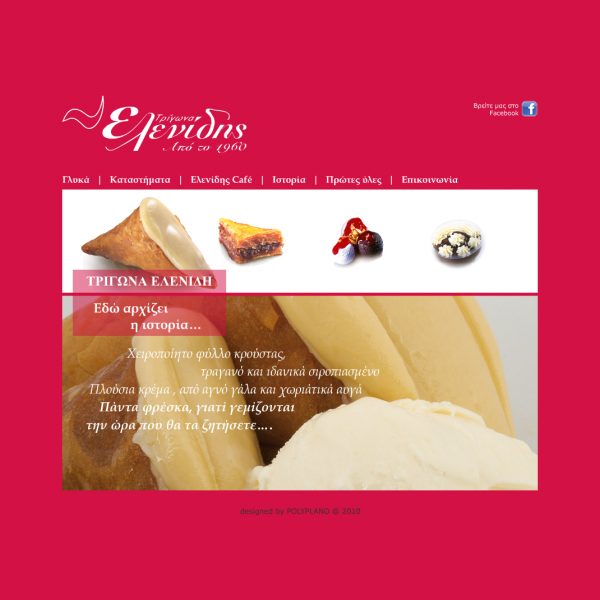 Τρίγωνα
Ελενίδης
Από το 1960
Βρείτε μας στο
Facebook
Γλυκά | Καταστήματα | Ελενίδης Café | Ιστορία | Πρώτες ύλες | Επικοινωνία
ΤΡΙΓΩΝΑ ΕΛΕΝΙΔΗ
Εδώ αρχίζει
η ιστορία...
Χειροποίητο φύλλο κρούστας,
τραγανό και ιδανικά σιροπιασμένο
Πλούσια κρέμα , από αγνό γάλα και χωριάτικα αυγά
Πάντα φρέσκα, γιατί γεμίζονται
την ώρα που θα τα ζητήσετε....
designed by POLYPLANO © 2010